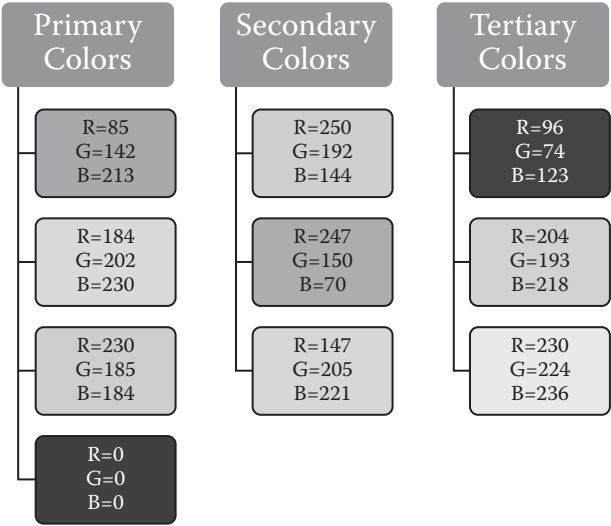 Primary
Colors
R=85
G=142
B=213
R=184
G=202
B=230
R=230
G=185
B=184
R=0
G=0
B=0
Secondary
Colors
R=250
G=192
B=144
R=247
G=150
B=70
R=147
G=205
B=221
Tertiary
Colors
R=96
G=74
B=123
R=204
G=193
B=218
R=230
G=224
B=236